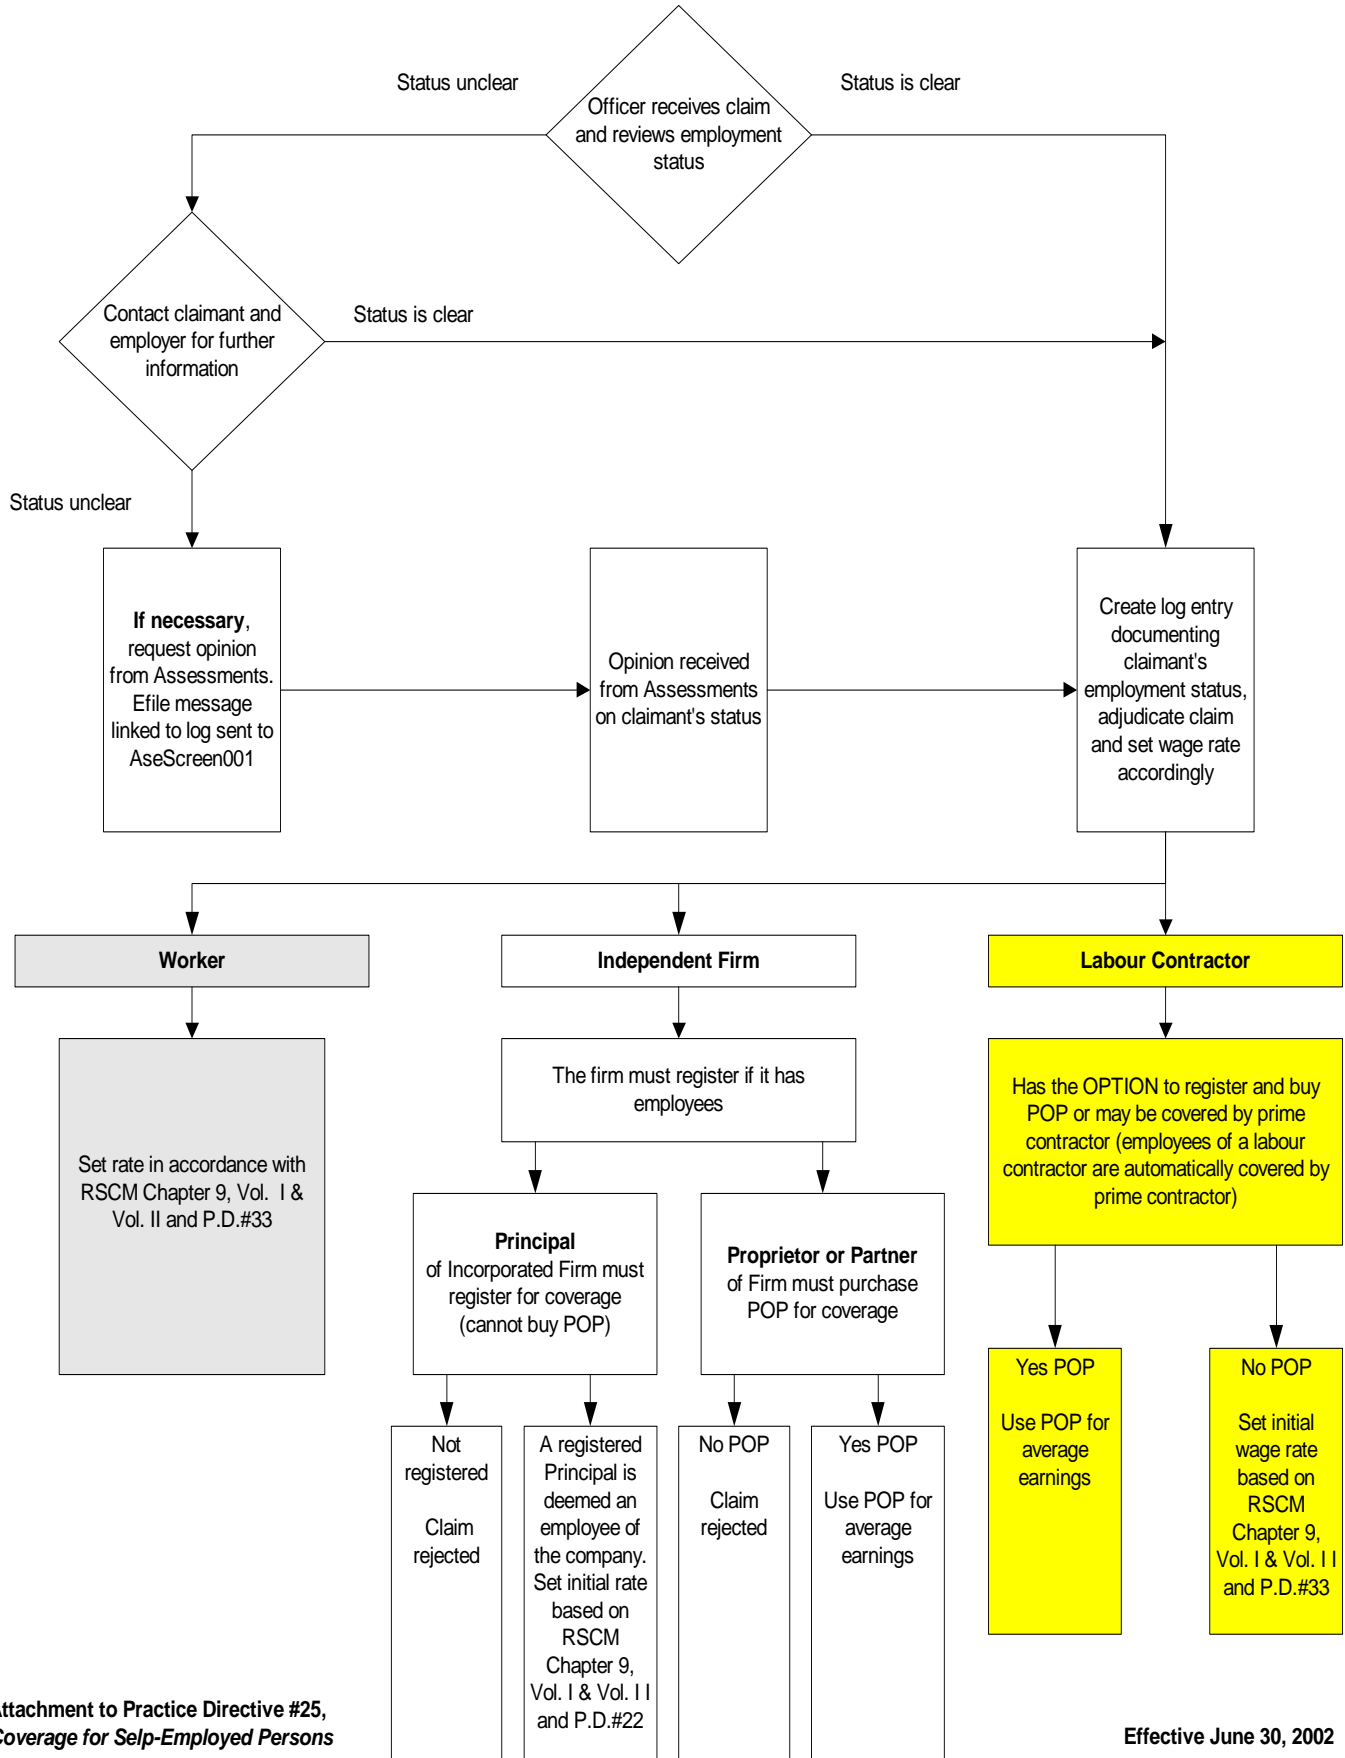 Status unclear
Status is clear
Officer receives claim
and reviews employment
status
Contact claimant and
employer for further
information
Status is clear
Status unclear
If necessary,
request opinion
from Assessments.
Efile message
linked to log sent to
AseScreen001
Opinion received
from Assessments
on claimant's status
Create log entry
documenting
claimant's
employment status,
adjudicate claim
and set wage rate
accordingly
Worker
Independent Firm
Labour Contractor
Set rate in accordance with
RSCM Chapter 9, Vol. I &
Vol. II and P.D.#33
The firm must register if it has
employees
Has the OPTION to register and buy
POP or may be covered by prime
contractor (employees of a labour
contractor are automatically covered by
prime contractor)
Principal
of Incorporated Firm must
register for coverage
(cannot buy POP)
Proprietor or Partner
of Firm must purchase
POP for coverage
Not
registered
Claim
rejected
A registered
Principal is
deemed an
employee of
the company.
Set initial rate
based on
RSCM
Chapter 9,
Vol. I & Vol. I I
and P.D.#22
No POP
Claim
rejected
Yes POP
Use POP for
average
earnings
Yes POP
Use POP for
average
earnings
No POP
Set initial
wage rate
based on
RSCM
Chapter 9,
Vol. I & Vol. I I
and P.D.#33
Attachment to Practice Directive #25,
Coverage for Selp-Employed Persons
Effective June 30, 2002